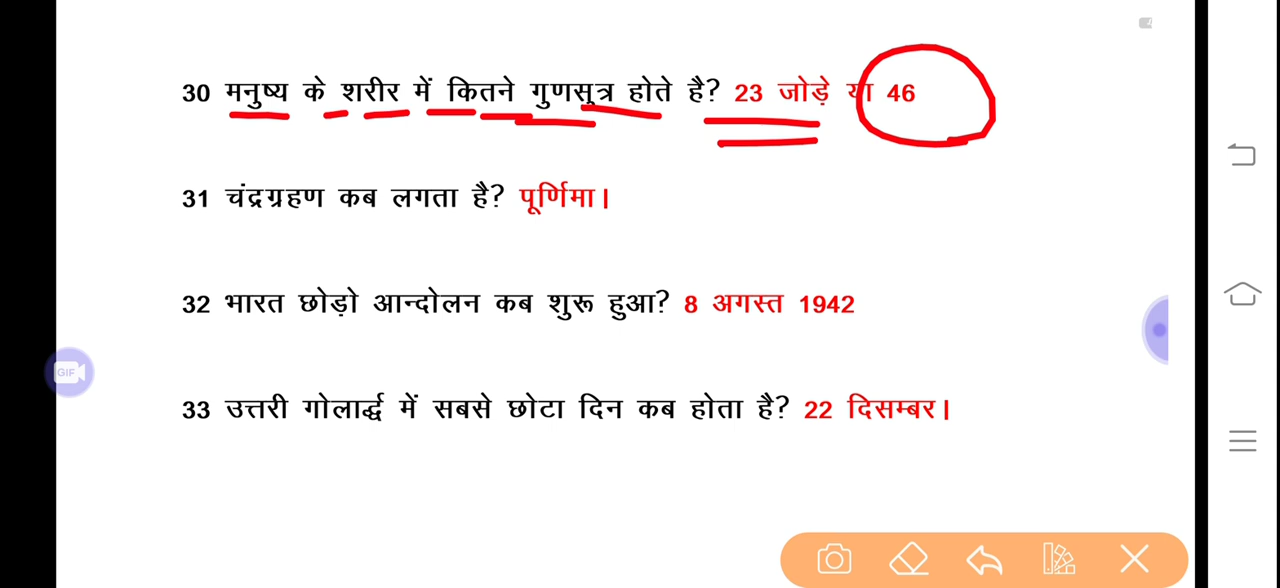 30 मनुष्य के शरीर में कितने गुणसूत्र होते है? 23 जोड़े या 46
31 चंद्रग्रहण कब लगता है? पूर्णिमा।
32 भारत छोड़ो आन्दोलन कब शुरू हुआ? 8 अगस्त 1942
GIF
33 उत्तरी गोलार्द्ध में सबसे छोटा दिन कब होता है? 22 दिसम्बर।